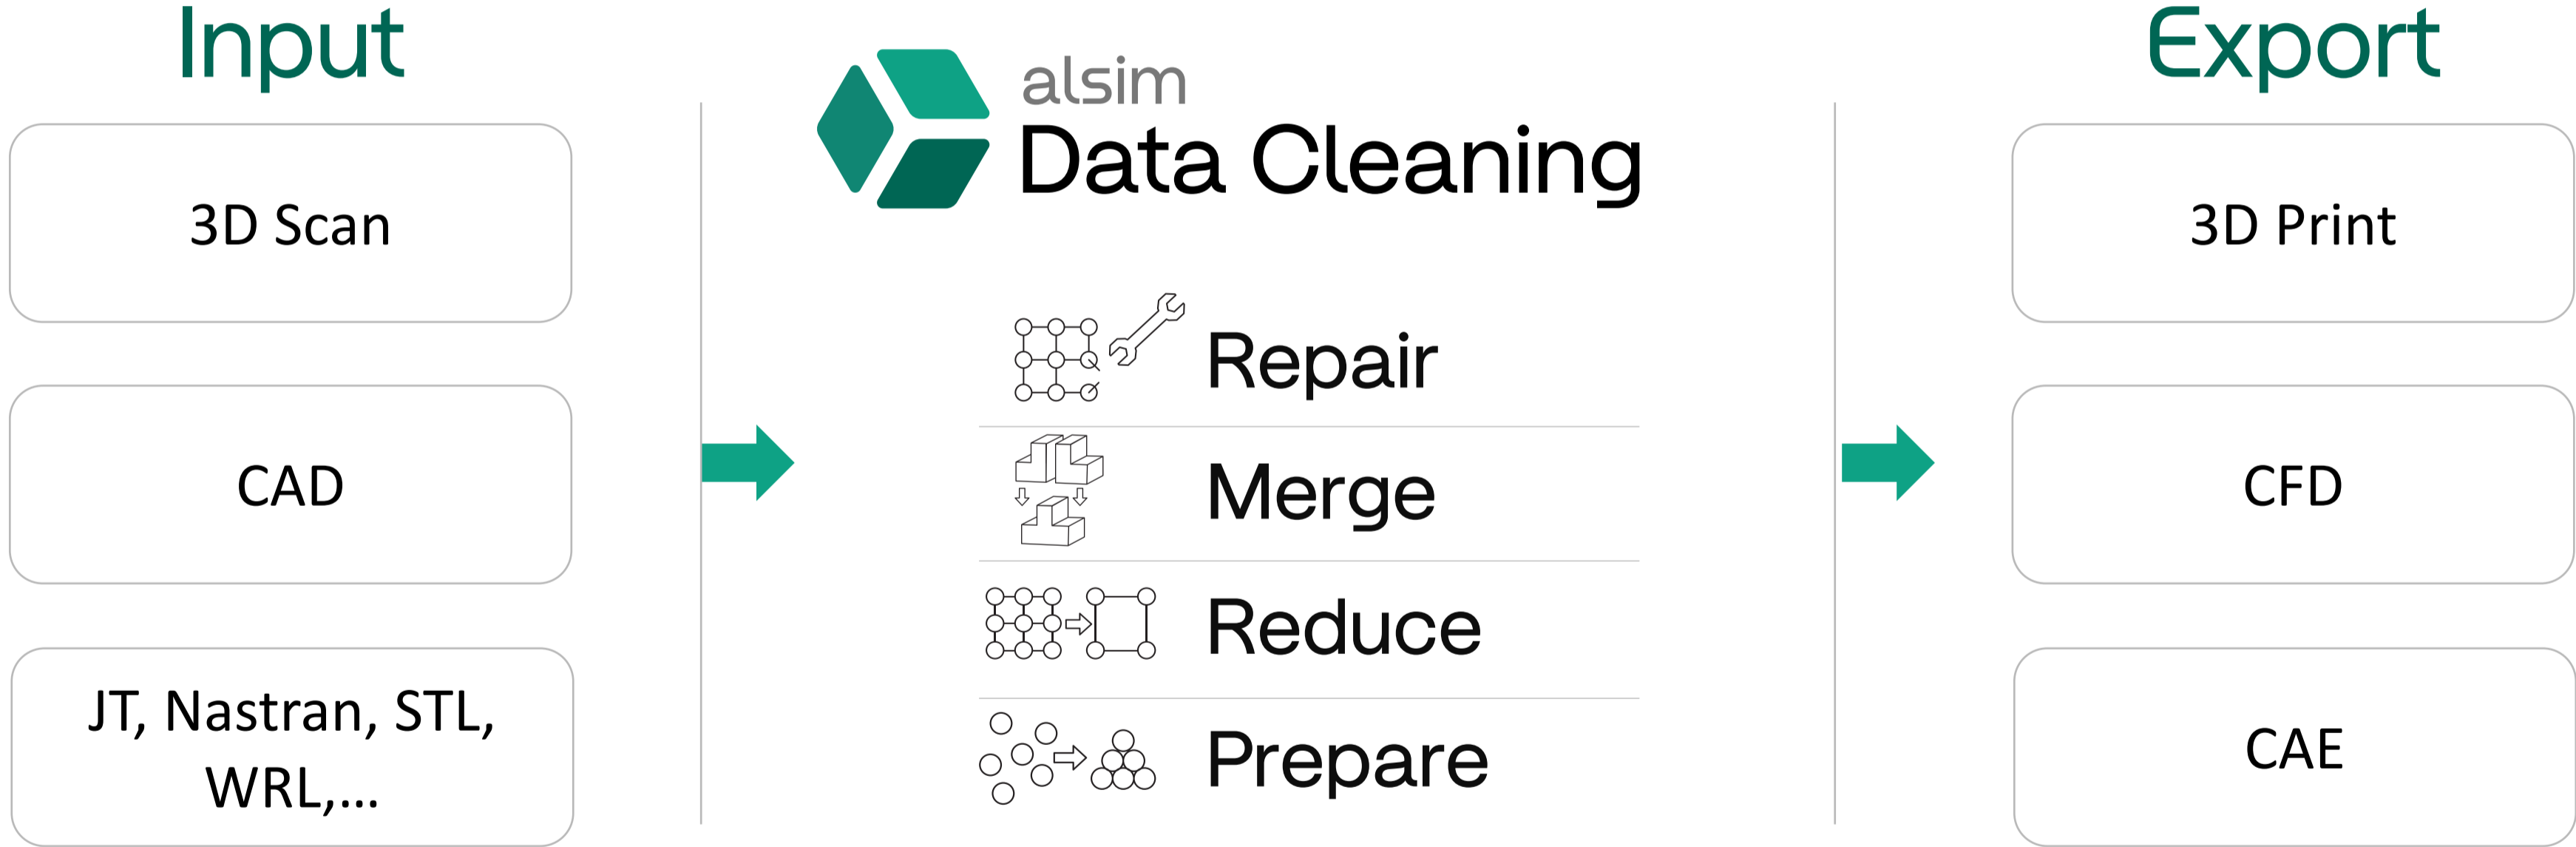 Input
3D Scan
CAD
JT, Nastran, STL,
WRL,...
alsim
Data Cleaning
Repair
Merge
Reduce
Prepare
Export
3D Print
CFD
CAE